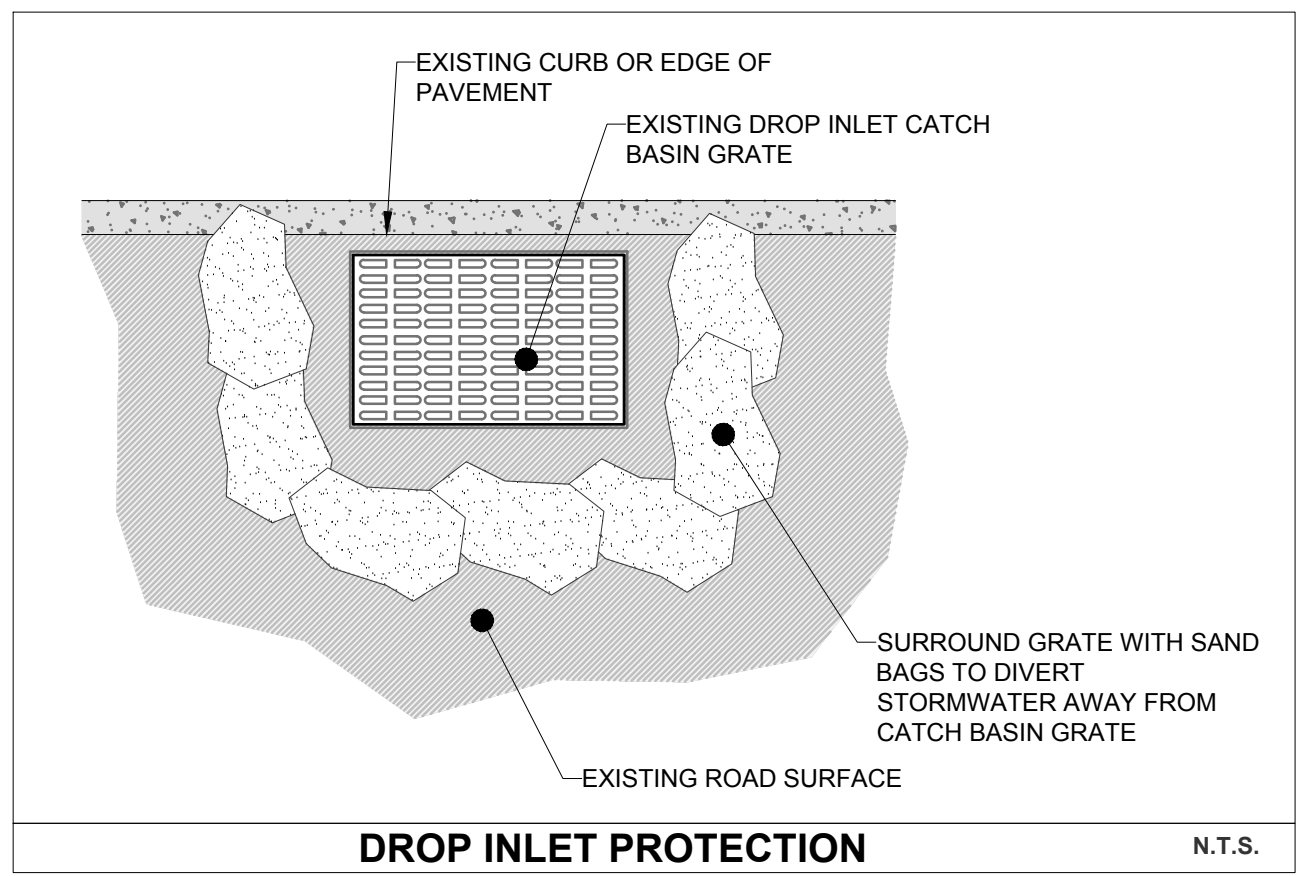 EXISTING CURB OR EDGE OF
PAVEMENT
EXISTING DROP INLET CATCH
BASIN GRATE
SURROUND GRATE WITH SAND
BAGS TO DIVERT
STORMWATER AWAY FROM
CATCH BASIN GRATE
EXISTING ROAD SURFACE
DROP INLET PROTECTION
N.T.S.